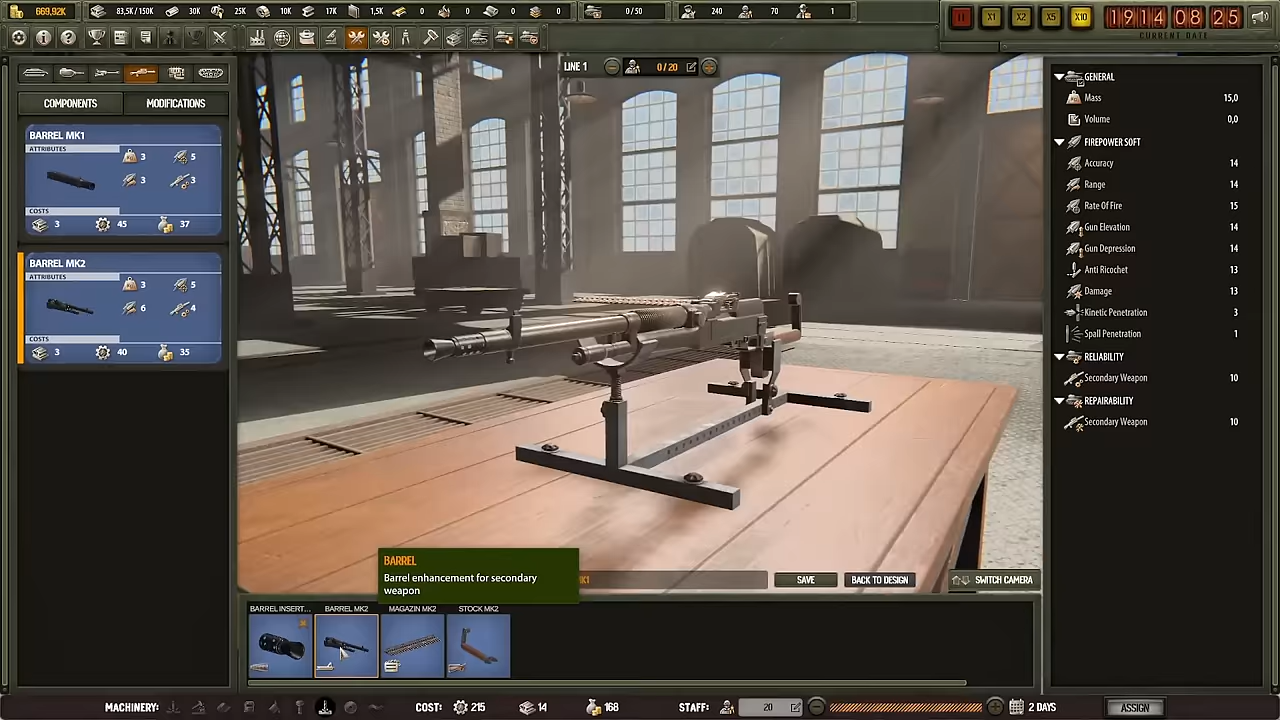 669,92K 83,5K / 150K 30K 25K 10K 17K 1,5K 0 0 0 0 0/50 240 70 1
X1 X2 X5 X10 1914 08 25
CURRENT DATE
LINE 1 0 / 20
COMPONENTS MODIFICATIONS
BARREL MK1
ATTRIBUTES
3 5
3 3
COSTS
3 45 37
BARREL MK2
ATTRIBUTES
3 5
6 4
COSTS
3 40 35
GENERAL
Mass 15,0
Volume 0,0
FIREPOWER SOFT
Accuracy 14
Range 14
Rate Of Fire 15
Gun Elevation 14
Gun Depression 14
Anti Ricochet 13
Damage 13
Kinetic Penetration 3
Spall Penetration 1
RELIABILITY
Secondary Weapon 10
REPAIRABILITY
Secondary Weapon 10
BARREL
Barrel enhancement for secondary
weapon
K1 SAVE BACK TO DESIGN SWITCH CAMERA
BARREL INSERT... BARREL MK2 MAGAZIN MK2 STOCK MK2
MACHINERY: COST: 215 14 168 STAFF: 20 2 DAYS ASSIGN